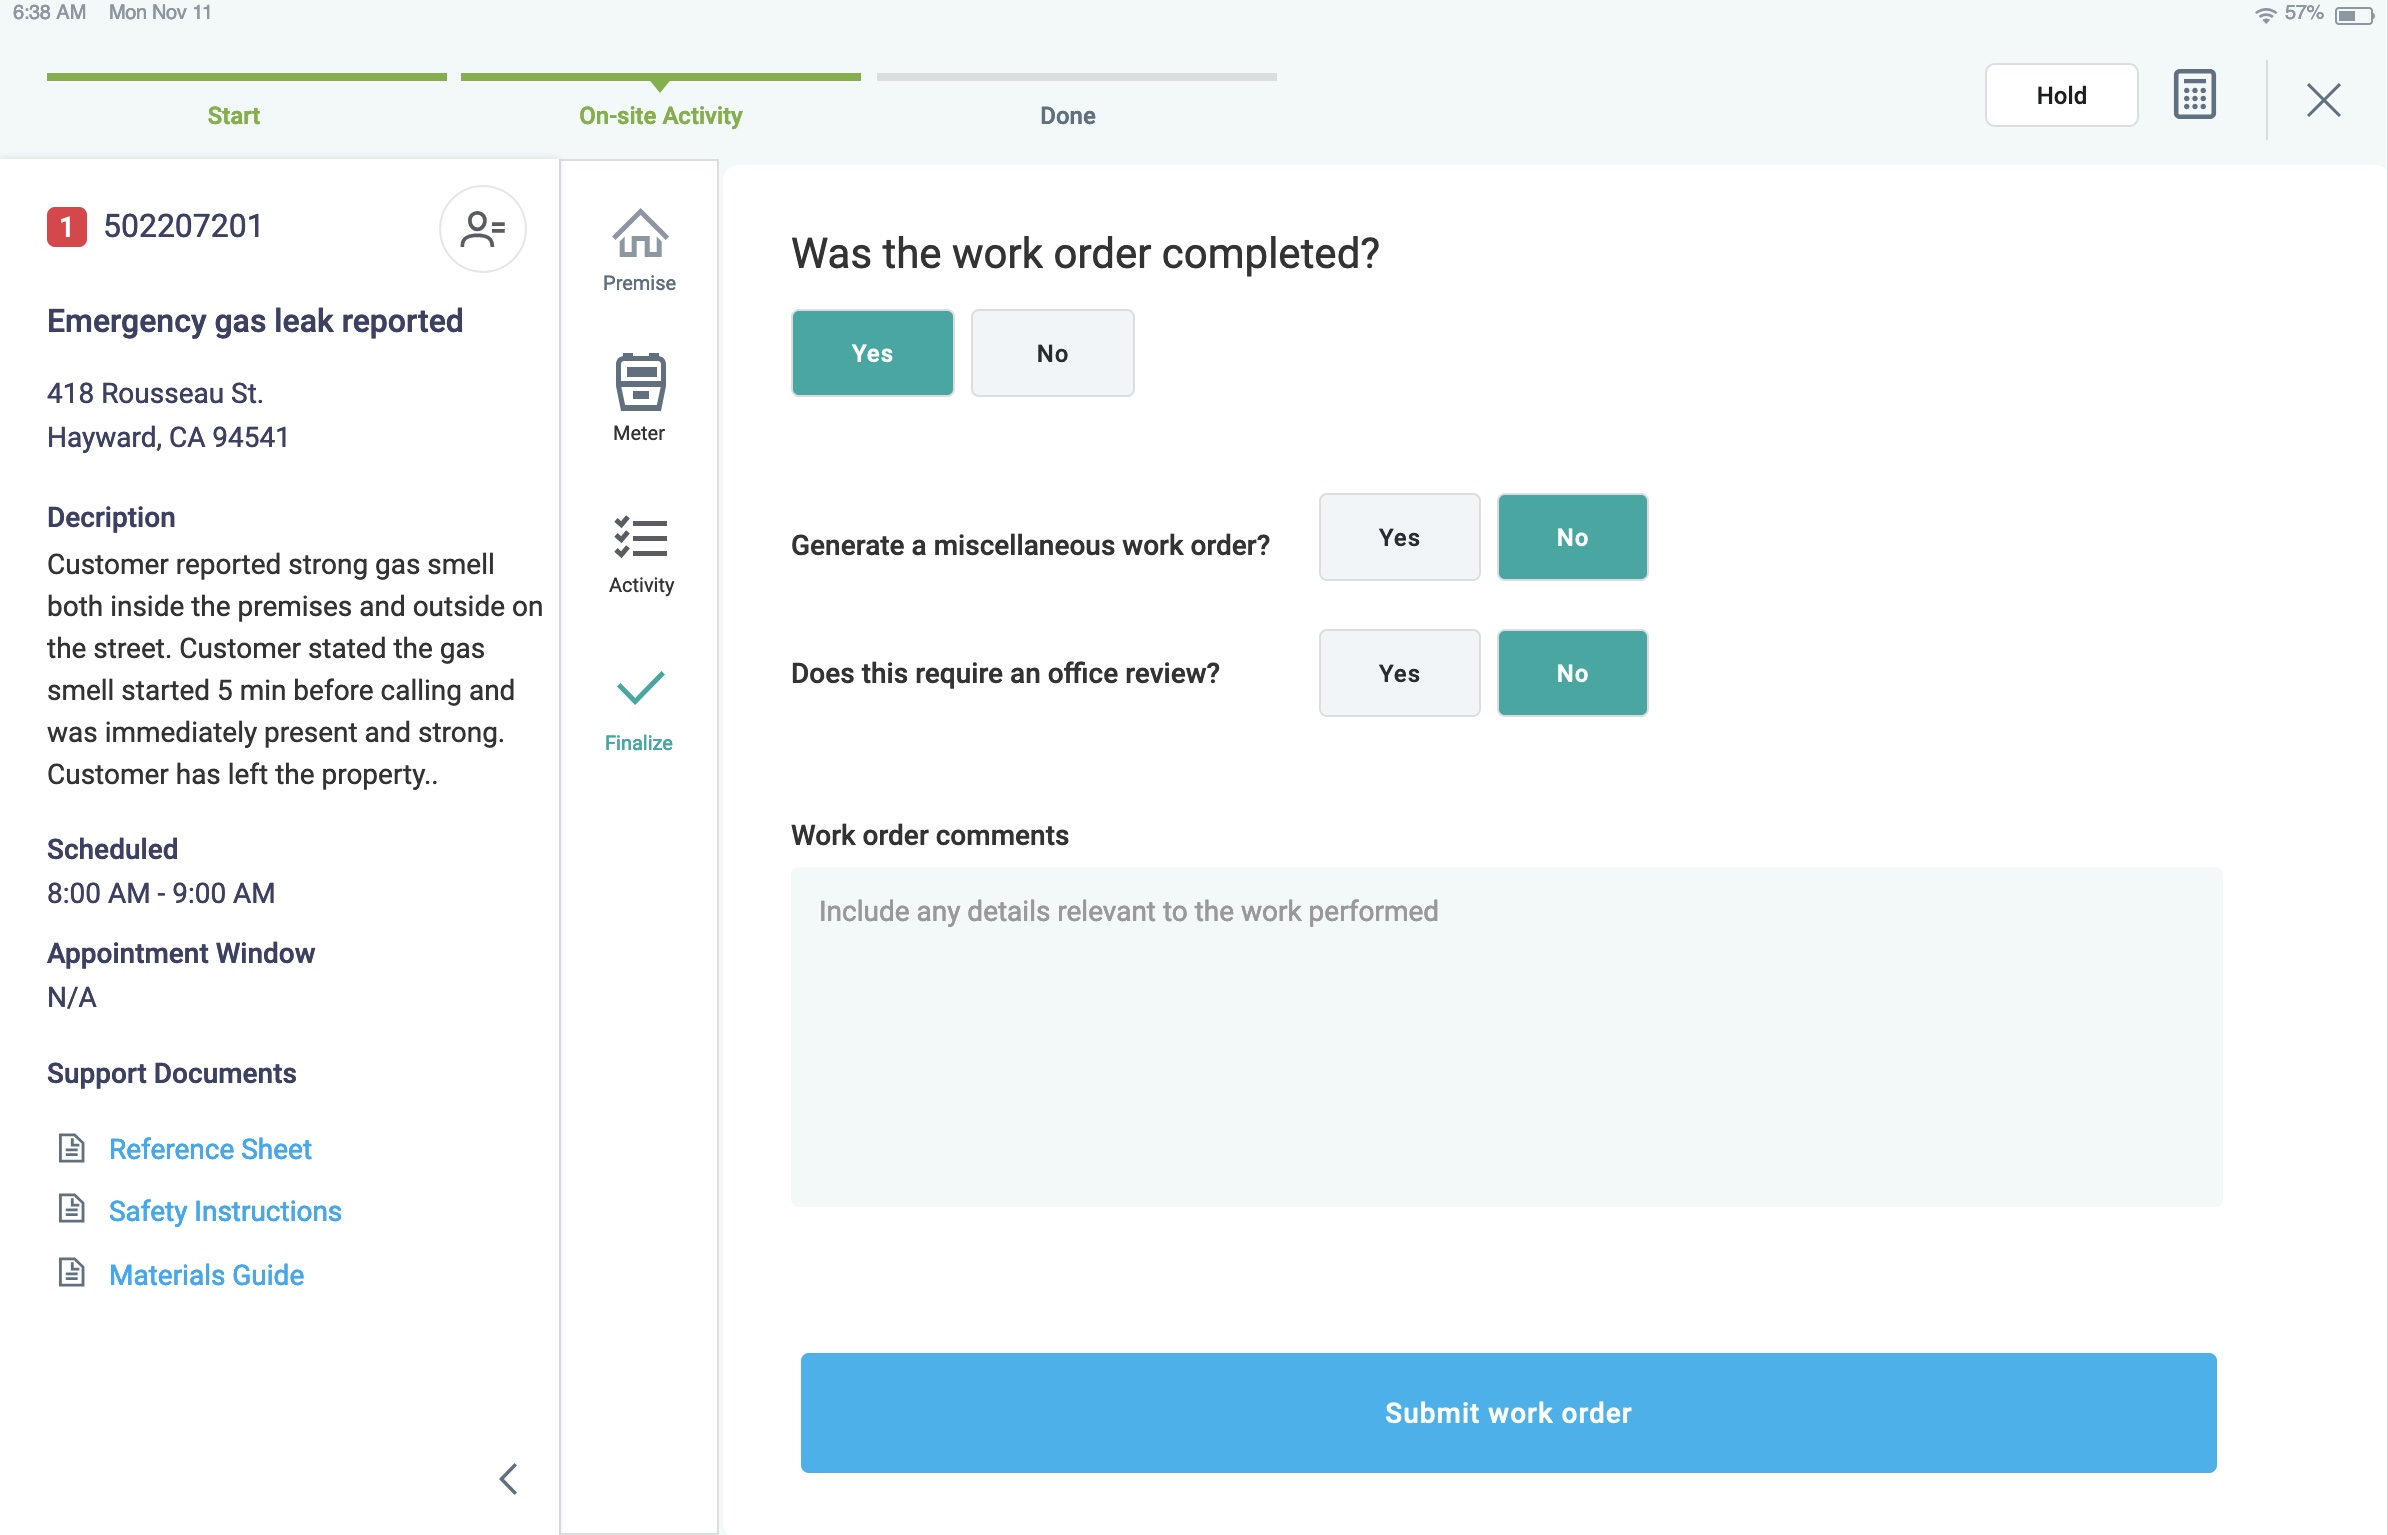 6:38 AM Mon Nov 11
57%
Start
On-site Activity
Done
Hold
1 502207201
Emergency gas leak reported
418 Rousseau St.
Hayward, CA 94541
Decription
Customer reported strong gas smell
both inside the premises and outside on
the street. Customer stated the gas
smell started 5 min before calling and
was immediately present and strong.
Customer has left the property..
Scheduled
8:00 AM - 9:00 AM
Appointment Window
N/A
Support Documents
Reference Sheet
Safety Instructions
Materials Guide
Premise
Meter
Activity
Finalize
Was the work order completed?
Yes No
Generate a miscellaneous work order? Yes No
Does this require an office review? Yes No
Work order comments
Include any details relevant to the work performed
Submit work order